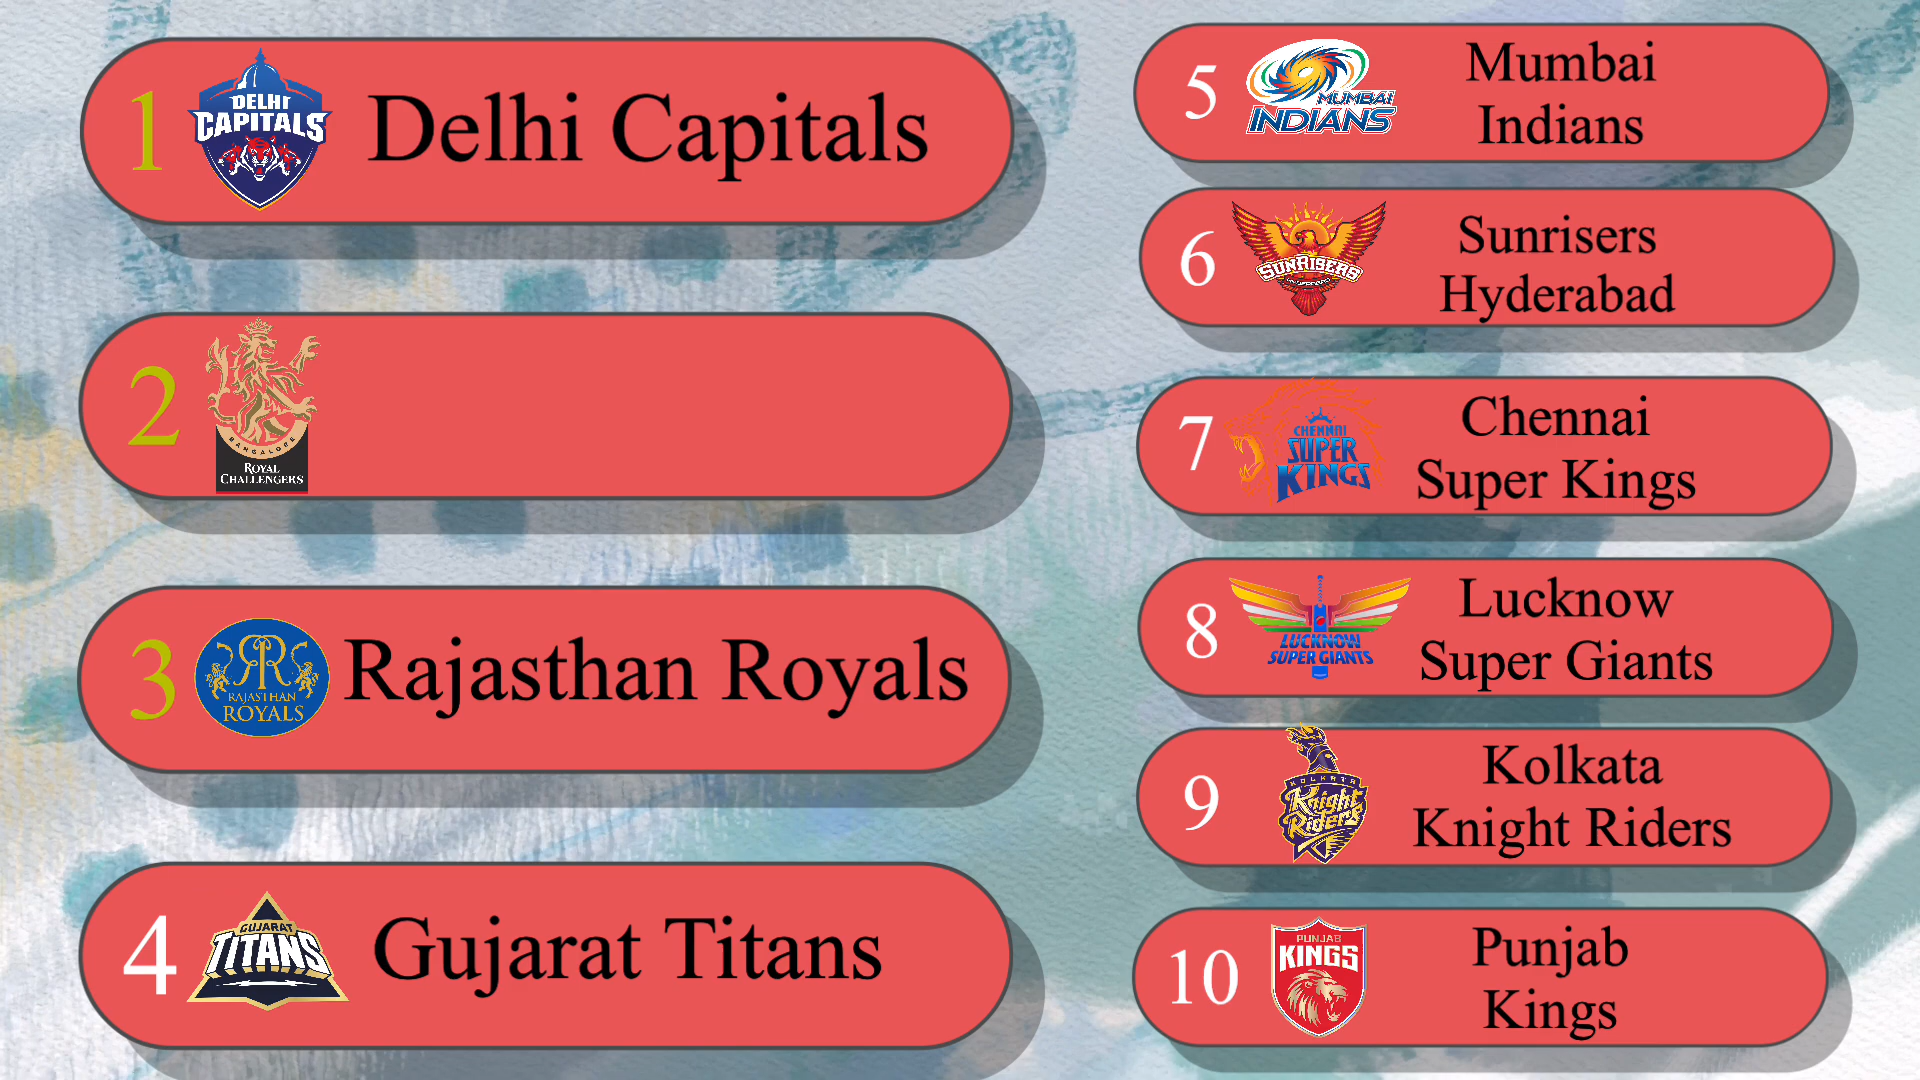 1
DELHI
CAPITALS
Delhi Capitals
2
BANGALORE
ROYAL
CHALLENGERS
3
RAJASTHAN
ROYALS
Rajasthan Royals
4
GUJARAT
TITANS
Gujarat Titans
5
MUMBAI
INDIANS
Mumbai
Indians
6
SUNRISERS
Sunrisers
Hyderabad
7
CHENNAI
SUPER
KINGS
Chennai
Super Kings
8
LUCKNOW
SUPER GIANTS
Lucknow
Super Giants
9
KOLKATA
Knight
Riders
Kolkata
Knight Riders
10
PUNJAB
KINGS
Punjab
Kings